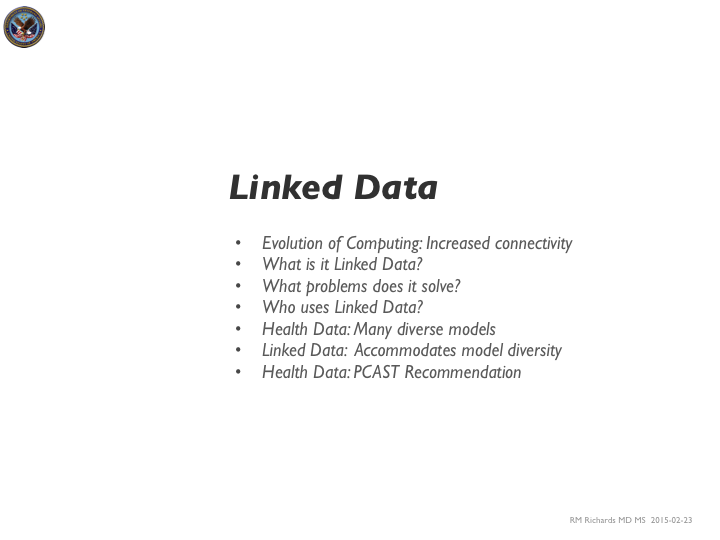 Linked Data
• Evolution of Computing: Increased connectivity
• What is it Linked Data?
• What problems does it solve?
• Who uses Linked Data?
• Health Data: Many diverse models
• Linked Data: Accommodates model diversity
• Health Data: PCAST Recommendation
RM Richards MD MS 2015-02-23